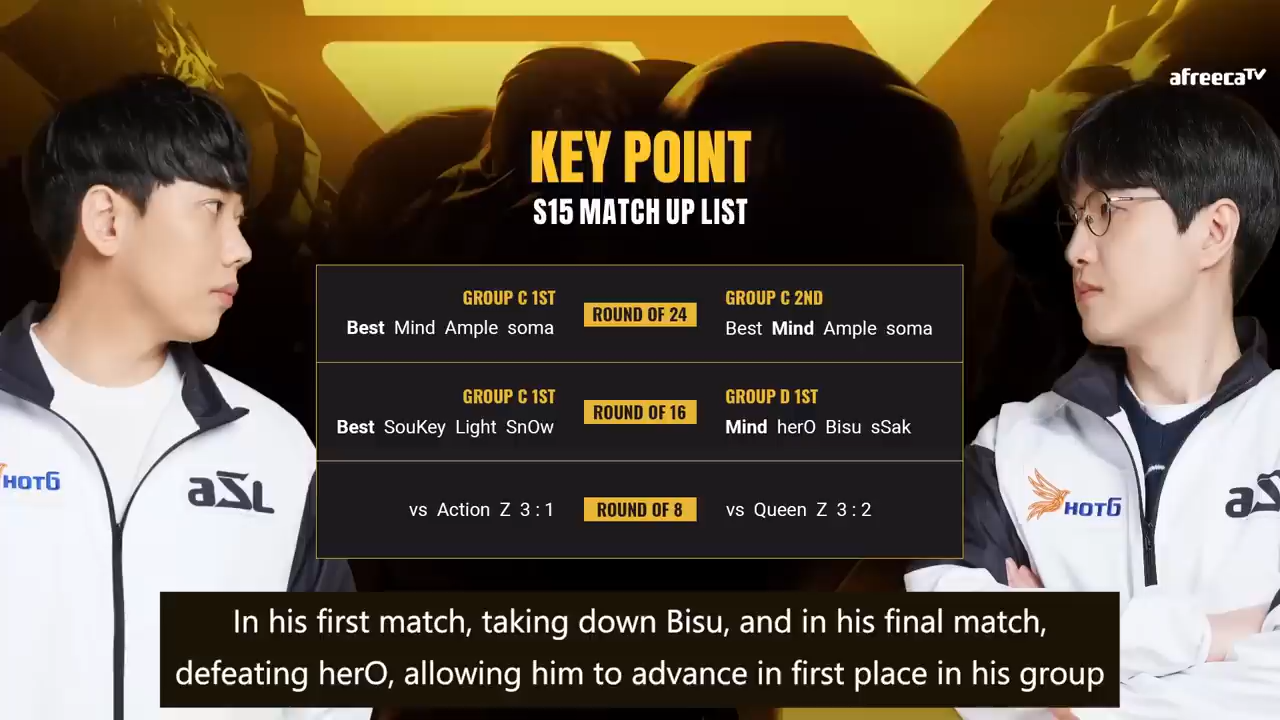 afreecaTV
KEY POINT
S15 MATCH UP LIST
GROUP C 1ST
Best Mind Ample soma
ROUND OF 24
GROUP C 2ND
Best Mind Ample soma
GROUP C 1ST
Best SouKey Light SnOw
ROUND OF 16
GROUP D 1ST
Mind herO Bisu sSak
vs Action Z 3 : 1
ROUND OF 8
vs Queen Z 3 : 2
HOTG
aSL
HOTG
aS
In his first match, taking down Bisu, and in his final match,
defeating herO, allowing him to advance in first place in his group